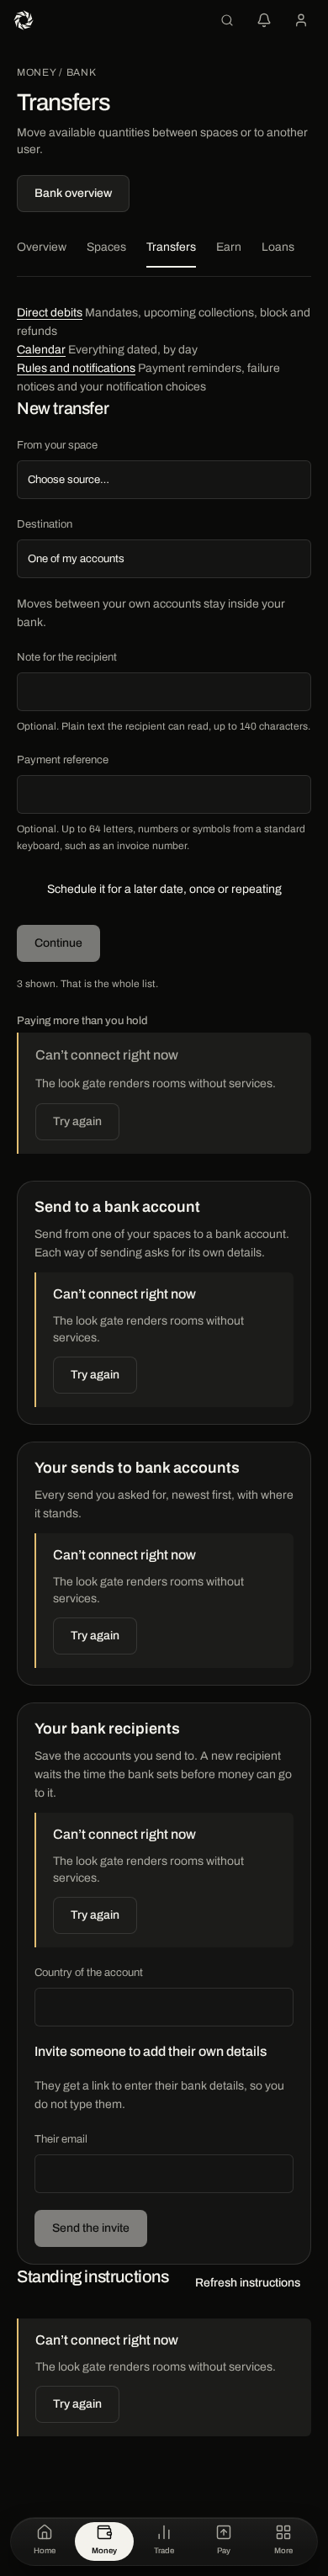 MONEY / BANK
Transfers
Move available quantities between spaces or to another
user.
Bank overview
Overview Spaces Transfers Earn Loans
Direct debits Mandates, upcoming collections, block and
refunds
Calendar Everything dated, by day
Rules and notifications Payment reminders, failure
notices and your notification choices
New transfer
From your space
Choose source...
Destination
One of my accounts
Moves between your own accounts stay inside your
bank.
Note for the recipient
Optional. Plain text the recipient can read, up to 140 characters.
Payment reference
Optional. Up to 64 letters, numbers or symbols from a standard
keyboard, such as an invoice number.
Schedule it for a later date, once or repeating
Continue
3 shown. That is the whole list.
Paying more than you hold
Can't connect right now
The look gate renders rooms without services.
Try again
Send to a bank account
Send from one of your spaces to a bank account.
Each way of sending asks for its own details.
Can't connect right now
The look gate renders rooms without
services.
Try again
Your sends to bank accounts
Every send you asked for, newest first, with where
it stands.
Can't connect right now
The look gate renders rooms without
services.
Try again
Your bank recipients
Save the accounts you send to. A new recipient
waits the time the bank sets before money can go
to it.
Can't connect right now
The look gate renders rooms without
services.
Try again
Country of the account
Invite someone to add their own details
They get a link to enter their bank details, so you
do not type them.
Their email
Send the invite
Standing instructions Refresh instructions
Can't connect right now
The look gate renders rooms without services.
Try again
Home Money Trade Pay More